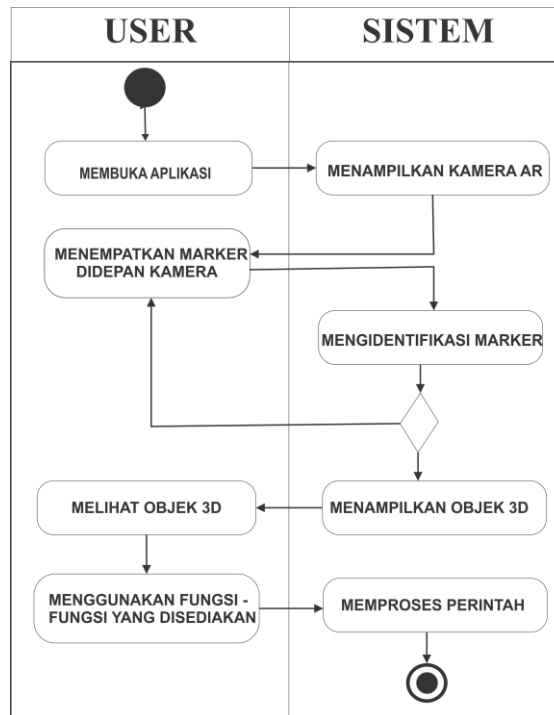 USER
SISTEM
MEMBUKA APLIKASI
MENAMPILKAN KAMERA AR
MENEMPATKAN MARKER
DIDEPAN KAMERA
MENGIDENTIFIKASI MARKER
MELIHAT OBJEK 3D
MENAMPILKAN OBJEK 3D
MENGGUNAKAN FUNGSI -
FUNGSI YANG DISEDIAKAN
MEMPROSES PERINTAH